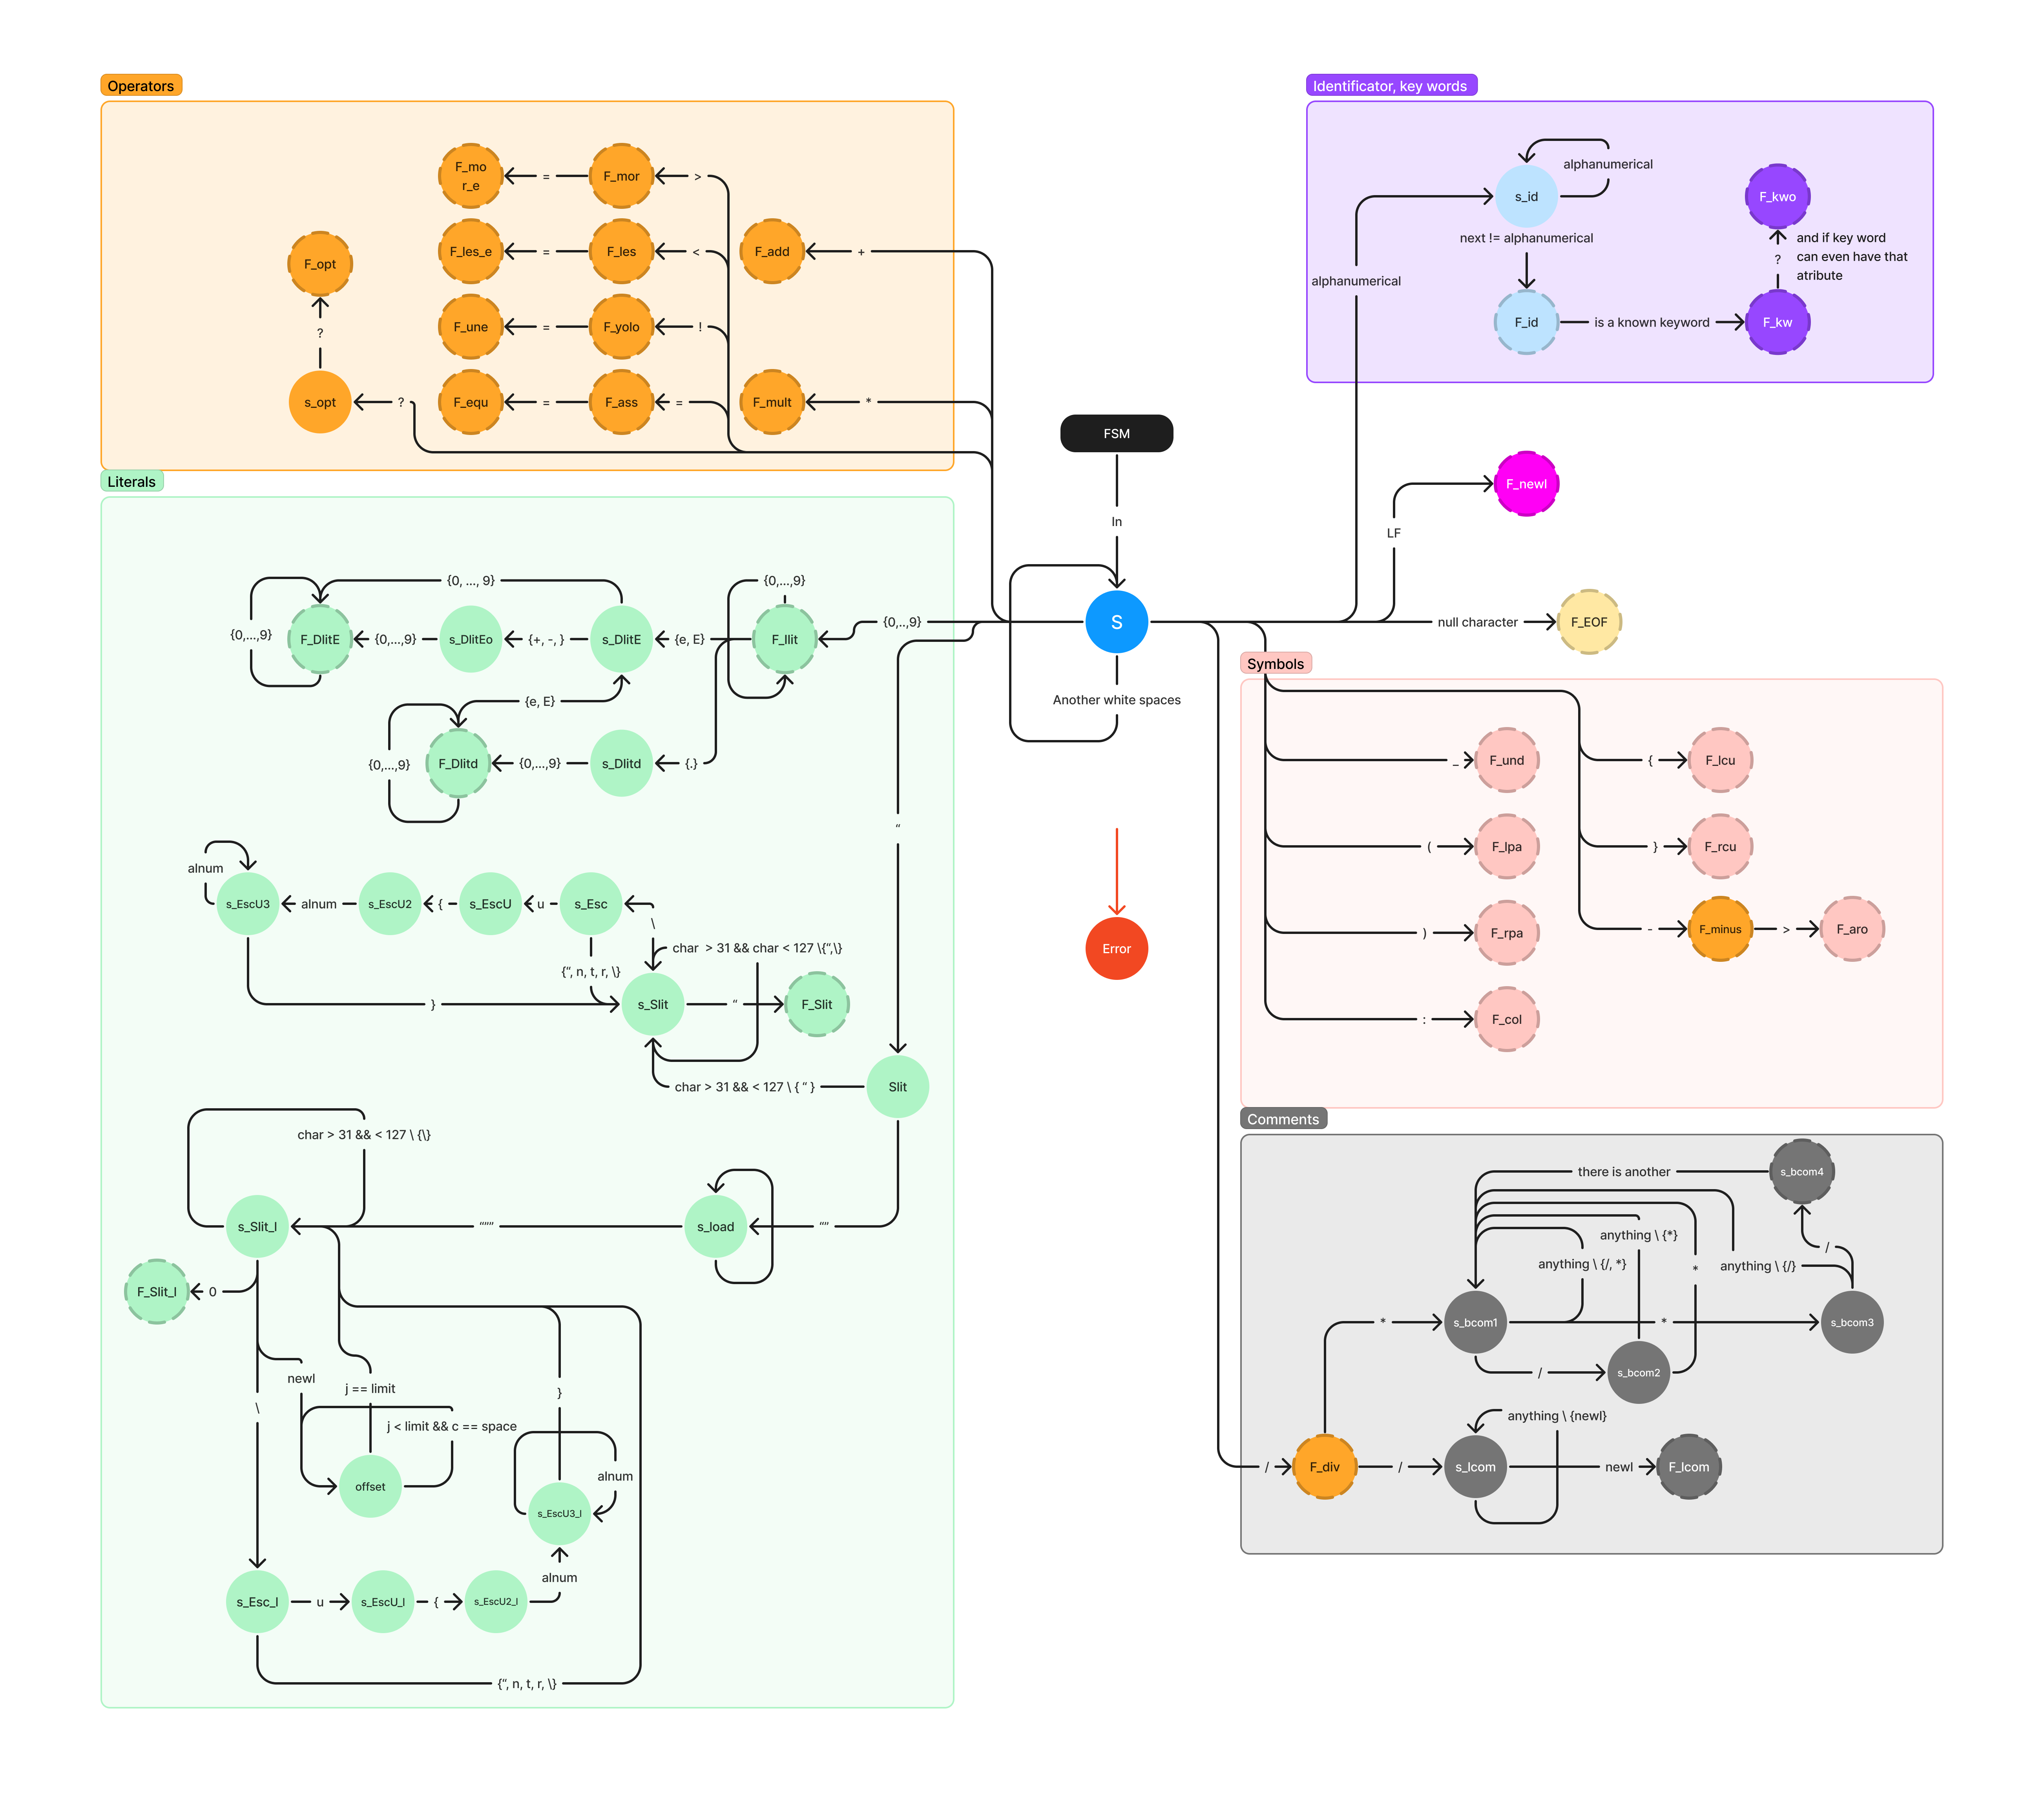 Operators
F_mo
r_e
=
F_mor
>
F_les_e
=
F_les
<
F_add
+
F_opt
?
F_une
=
F_yolo
!
s_opt
?
F_equ
=
F_ass
=
F_mult
*
Identificator, key words
alphanumerical
s_id
F_kwo
next != alphanumerical
and if key word
can even have that
atribute
?
alphanumerical
F_id
is a known keyword
F_kw
FSM
In
S
Another white spaces
LF
F_newl
null character
F_EOF
Error
Literals
{0, ..., 9}
{0,...,9}
{0,...,9}
F_DlitE
{0,...,9}
s_DlitEo
{+, -, }
s_DlitE
{e, E}
F_Ilit
{0,..,9}
{e, E}
{0,...,9}
F_Dlitd
{0,...,9}
s_Dlitd
{.}
“
alnum
s_EscU3
alnum
s_EscU2
{
s_EscU
u
s_Esc
\
char  > 31 && char < 127 \{“,\}
{“, n, t, r, \}
}
s_Slit
“
F_Slit
char > 31 && < 127 \ { “ }
Slit
char > 31 && < 127 \ {\}
s_Slit_l
“““
s_load
““
F_Slit_l
0
newl
j == limit
}
\
j < limit && c == space
offset
alnum
s_EscU3_l
alnum
s_Esc_l
u
s_EscU_l
{
s_EscU2_l
{“, n, t, r, \}
Symbols
_
F_und
{
F_lcu
(
F_lpa
}
F_rcu
)
F_rpa
-
F_minus
>
F_aro
:
F_col
Comments
there is another
s_bcom4
anything \ {*}
/
anything \ {/, *}
*
anything \ {/}
*
s_bcom1
*
s_bcom3
/
s_bcom2
anything \ {newl}
/
F_div
/
s_lcom
newl
F_lcom